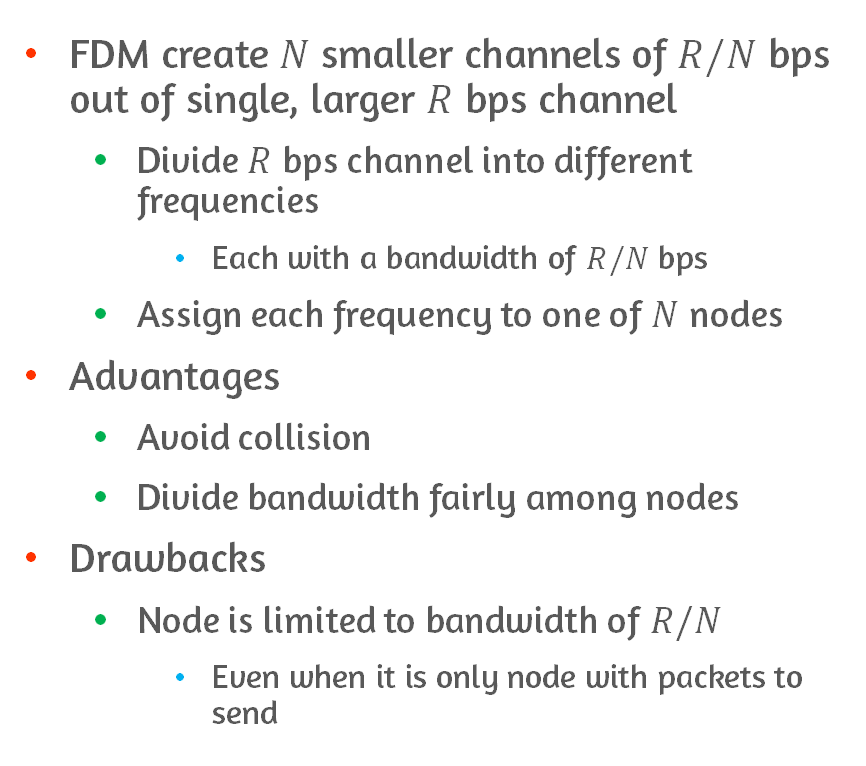 FDM create N smaller channels of R/N bps
out of single, larger R bps channel
Divide R bps channel into different
frequencies
Each with a bandwidth of R/N bps
Assign each frequency to one of N nodes
Advantages
Avoid collision
Divide bandwidth fairly among nodes
Drawbacks
Node is limited to bandwidth of R/N
Even when it is only node with packets to
send